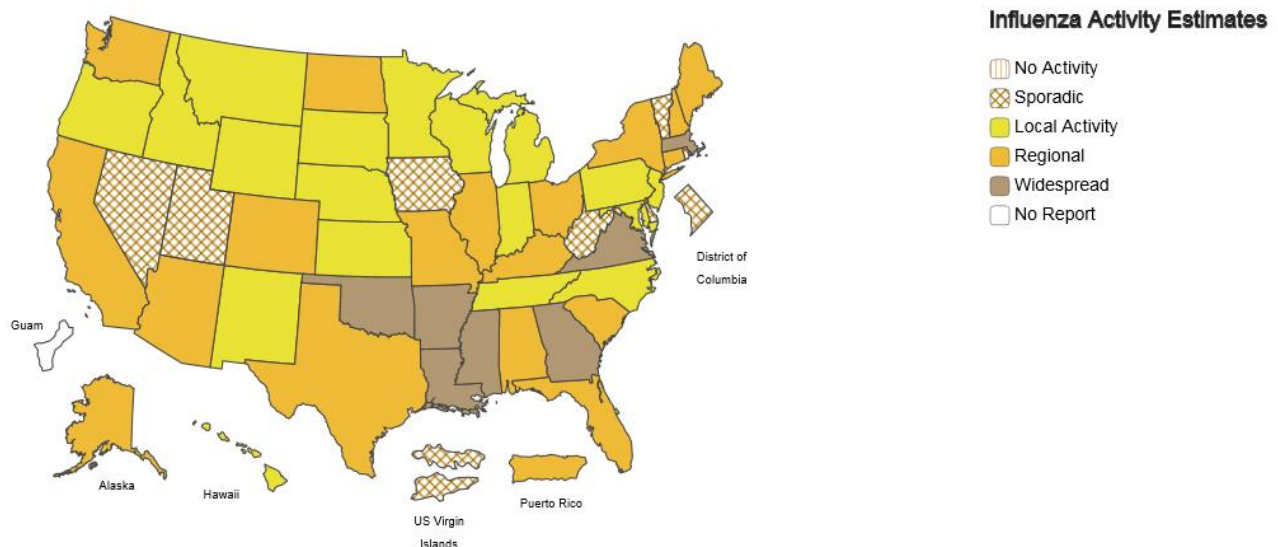 Influenza Activity Estimates
No Activity
Sporadic
Local Activity
Regional
Widespread
No Report
District of
Columbia
Guam
Alaska
Hawaii
US Virgin
Islands
Puerto Rico